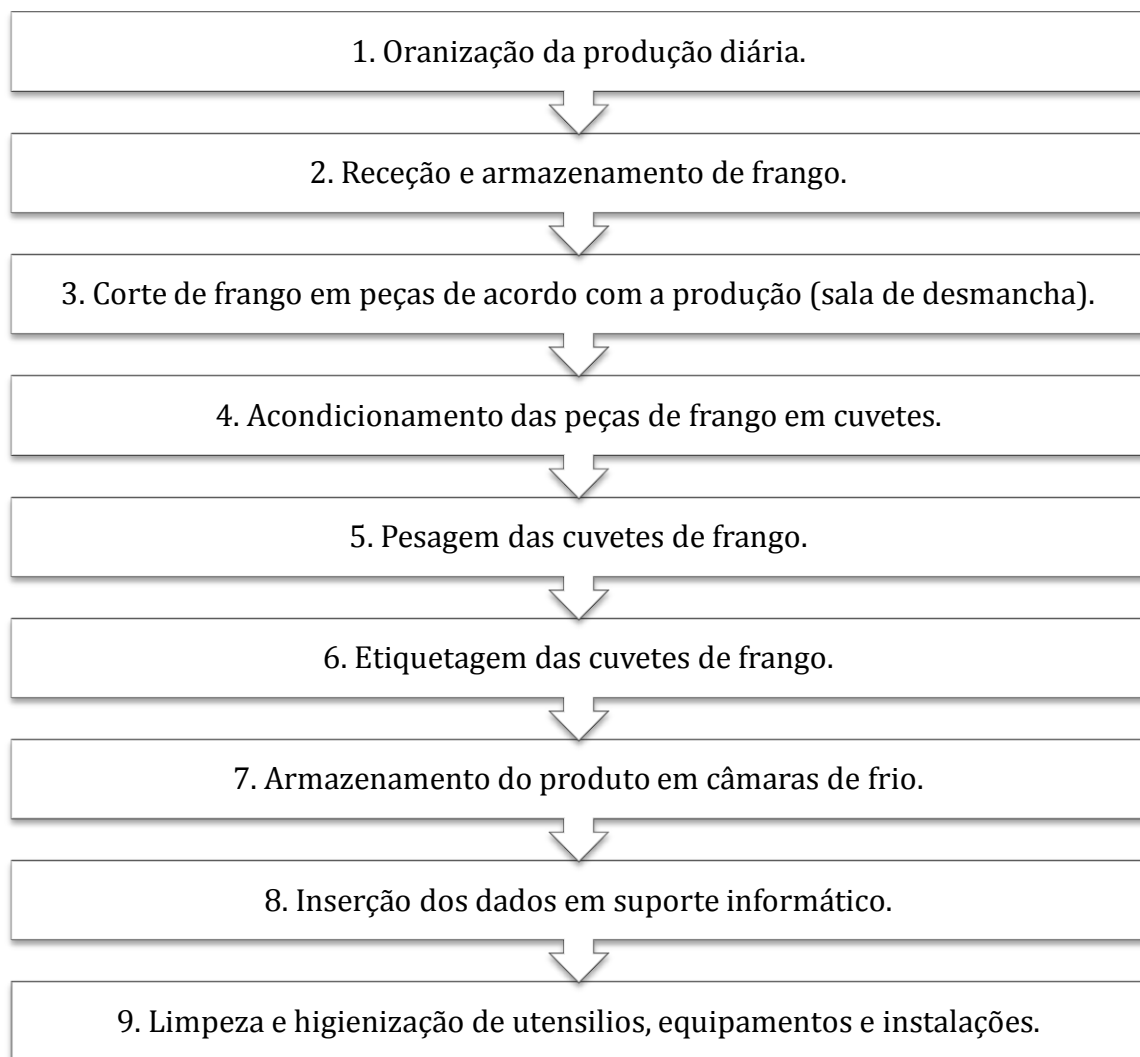 1. Oranização da produção diária.
2. Receção e armazenamento de frango.
3. Corte de frango em peças de acordo com a produção (sala de desmancha).
4. Acondicionamento das peças de frango em cuvetes.
5. Pesagem das cuvetes de frango.
6. Etiquetagem das cuvetes de frango.
7. Armazenamento do produto em câmaras de frio.
8. Inserção dos dados em suporte informático.
9. Limpeza e higienização de utensilios, equipamentos e instalações.